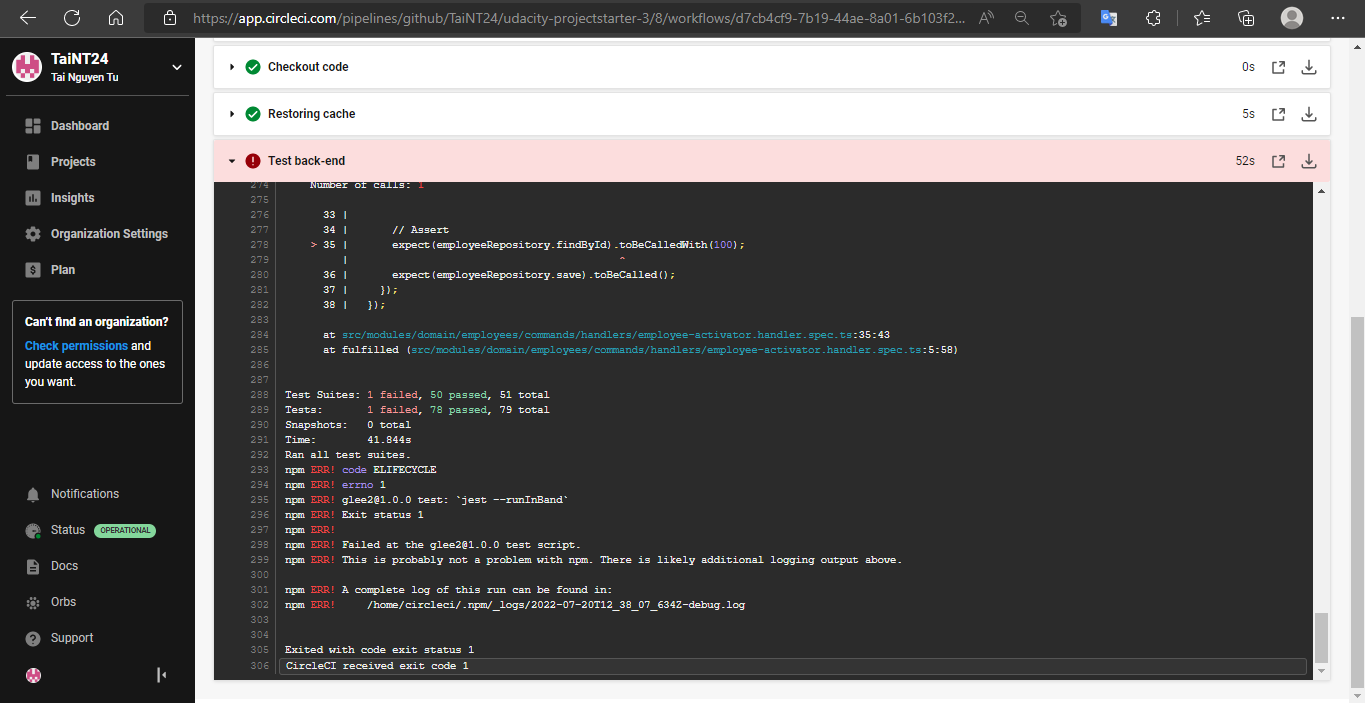 https://app.circleci.com/pipelines/github/TaiNT24/udacity-projectstarter-3/8/workflows/d7cb4cf9-7b19-44ae-8a01-6b103f2...
TaiNT24
Tai Nguyen Tu
Dashboard
Projects
Insights
Organization Settings
Plan
Can't find an organization?
Check permissions and
update access to the ones
you want.
Notifications
Status OPERATIONAL
Docs
Orbs
Support
Checkout code 0s
Restoring cache 5s
Test back-end 52s
274 Number of calls: 1
275
276 33 |
277 34 | // Assert
278 > 35 | expect(employeeRepository.findById).toBeCalledWith(100);
279 | ^
280 36 | expect(employeeRepository.save).toBeCalled();
281 37 | });
282 38 | });
283
284 at src/modules/domain/employees/commands/handlers/employee-activator.handler.spec.ts:35:43
285 at fulfilled (src/modules/domain/employees/commands/handlers/employee-activator.handler.spec.ts:5:58)
286
287
288 Test Suites: 1 failed, 50 passed, 51 total
289 Tests: 1 failed, 78 passed, 79 total
290 Snapshots: 0 total
291 Time: 41.844s
292 Ran all test suites.
293 npm ERR! code ELIFECYCLE
294 npm ERR! errno 1
295 npm ERR! glee2@1.0.0 test: `jest --runInBand`
296 npm ERR! Exit status 1
297 npm ERR!
298 npm ERR! Failed at the glee2@1.0.0 test script.
299 npm ERR! This is probably not a problem with npm. There is likely additional logging output above.
300
301 npm ERR! A complete log of this run can be found in:
302 npm ERR! /home/circleci/.npm/_logs/2022-07-20T12_38_07_634Z-debug.log
303
304
305 Exited with code exit status 1
306 CircleCI received exit code 1